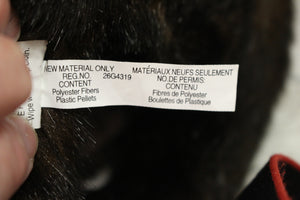 NEW MATERIAL ONLY
REG.NO. 26G4319
CONTENT
Polyester Fibers
Plastic Pellets
MATÉRIAUX NEUFS SEULEMENT
NO.DE PERMIS:
CONTENU
Fibres de Polyester
Boulettes de Plastique